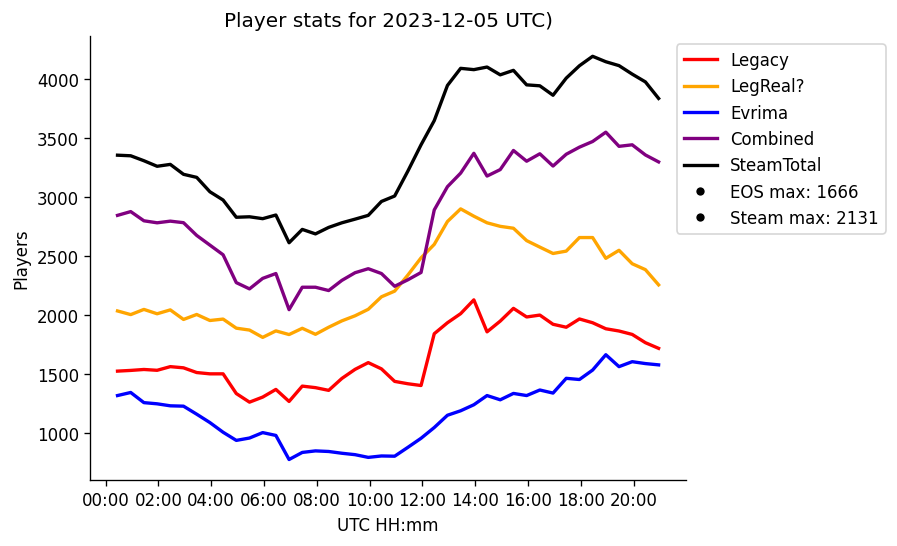 Player stats for 2023-12-05 UTC)
Players
4000
3500
3000
2500
2000
1500
1000
00:00 02:00 04:00 06:00 08:00 10:00 12:00 14:00 16:00 18:00 20:00
UTC HH:mm
Legacy
LegReal?
Evrima
Combined
SteamTotal
EOS max: 1666
Steam max: 2131